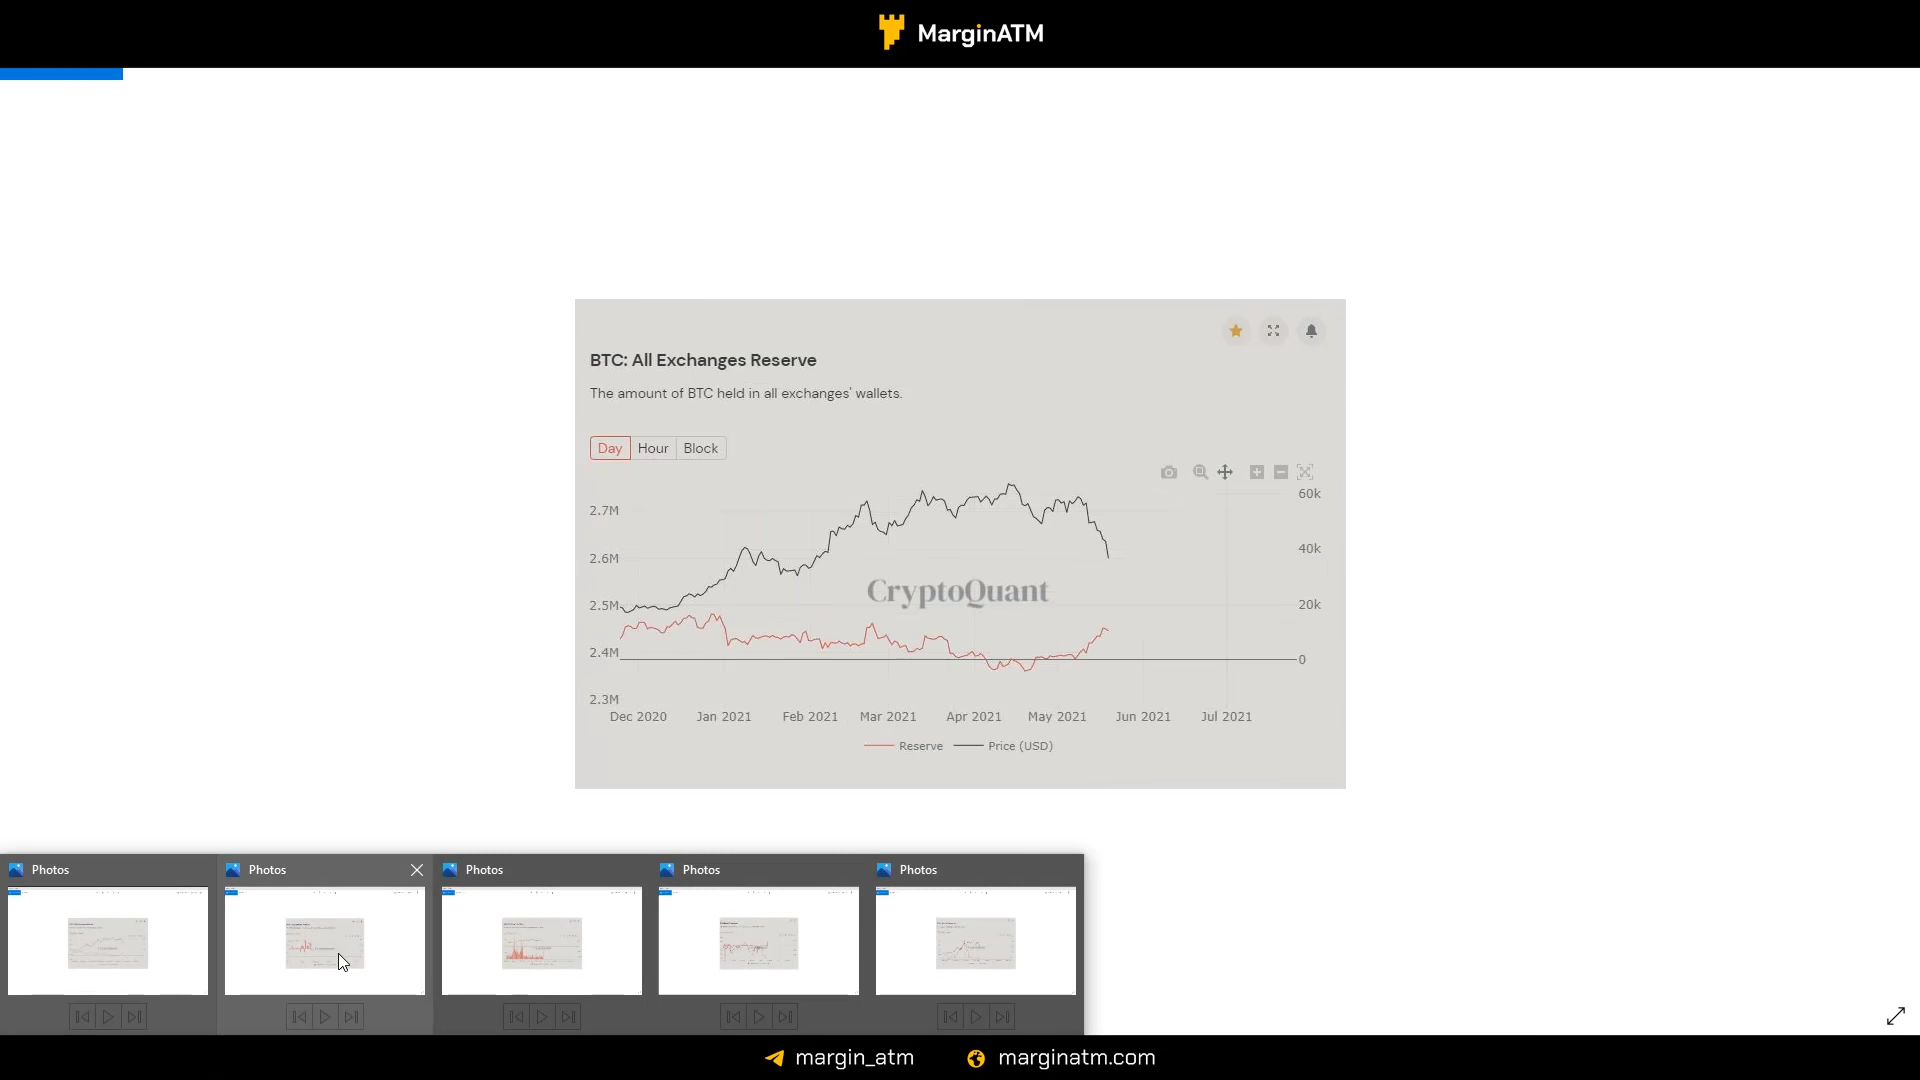 MarginATM
BTC: All Exchanges Reserve
The amount of BTC held in all exchanges' wallets.
Day Hour Block
60k
2.7M
2.6M
40k
CryptoQuant
2.5M
20k
2.4M
0
2.3M
Dec 2020 Jan 2021 Feb 2021 Mar 2021 Apr 2021 May 2021 Jun 2021 Jul 2021
Reserve Price (USD)
Photos Photos Photos Photos Photos
margin_atm marginatm.com